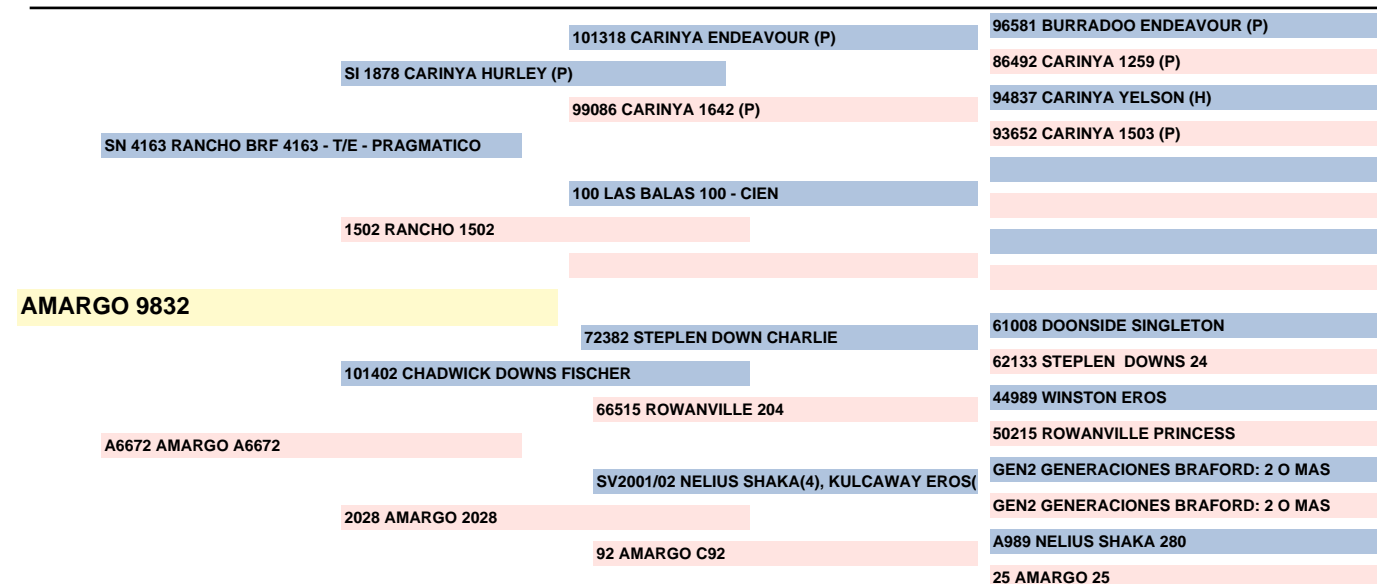 96581 BURRADOO ENDEAVOUR (P)
101318 CARINYA ENDEAVOUR (P)
86492 CARINYA 1259 (P)
SI 1878 CARINYA HURLEY (P)
94837 CARINYA YELSON (H)
99086 CARINYA 1642 (P)
93652 CARINYA 1503 (P)
SN 4163 RANCHO BRF 4163 - T/E - PRAGMATICO
100 LAS BALAS 100 - CIEN
1502 RANCHO 1502
AMARGO 9832
61008 DOONSIDE SINGLETON
72382 STEPLEN DOWN CHARLIE
62133 STEPLEN  DOWNS 24
101402 CHADWICK DOWNS FISCHER
44989 WINSTON EROS
66515 ROWANVILLE 204
50215 ROWANVILLE PRINCESS
A6672 AMARGO A6672
GEN2 GENERACIONES BRAFORD: 2 O MAS
SV2001/02 NELIUS SHAKA(4), KULCAWAY EROS(
GEN2 GENERACIONES BRAFORD: 2 O MAS
2028 AMARGO 2028
A989 NELIUS SHAKA 280
92 AMARGO C92
25 AMARGO 25